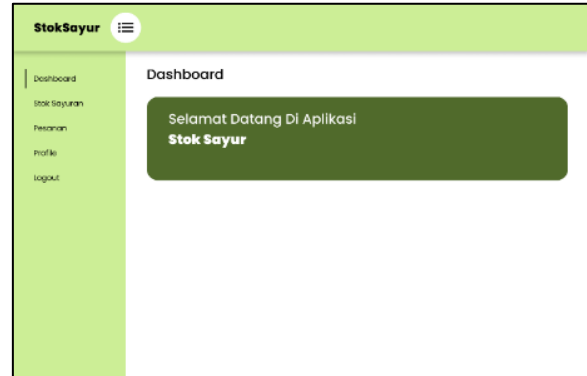 StokSayur
Dashboard
Stok Sayuran
Pesanan
Profile
Logout
Dashboard
Selamat Datang Di Aplikasi
Stok Sayur